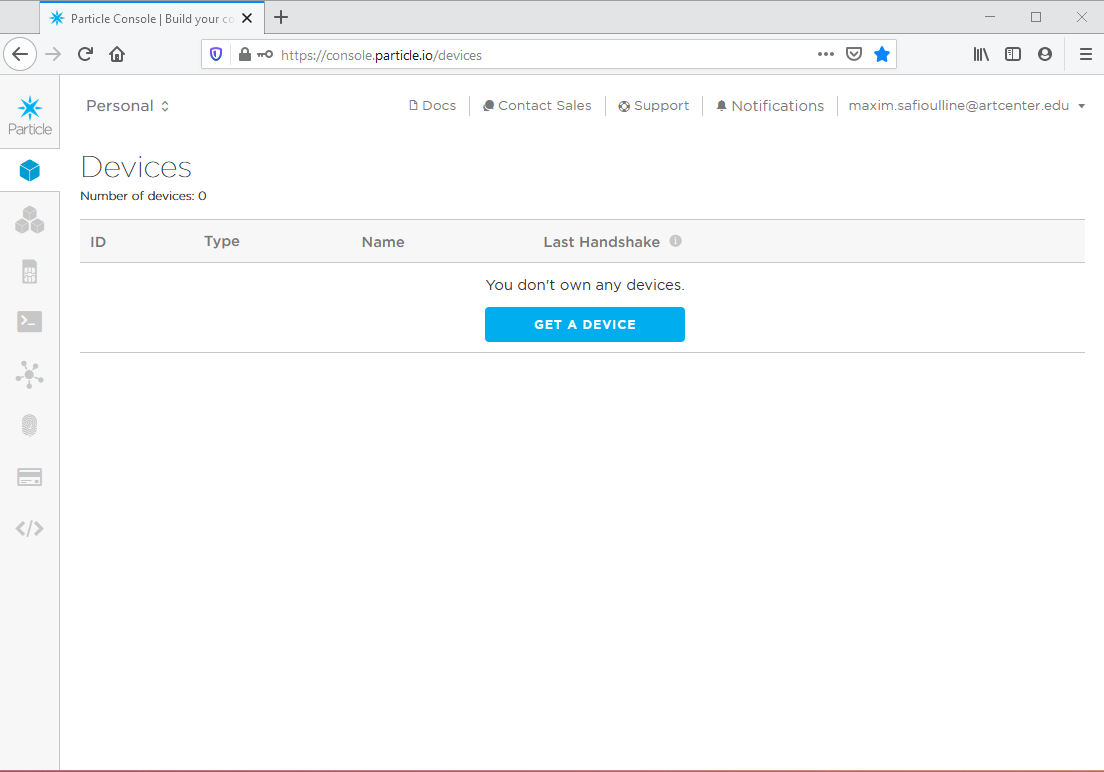 Particle Console | Build your co
https://console.particle.io/devices
Particle
Personal
Docs
Contact Sales
Support
Notifications
maxim.safioulline@artcenter.edu
Devices
Number of devices: 0
ID Type Name Last Handshake
You don't own any devices.
GET A DEVICE